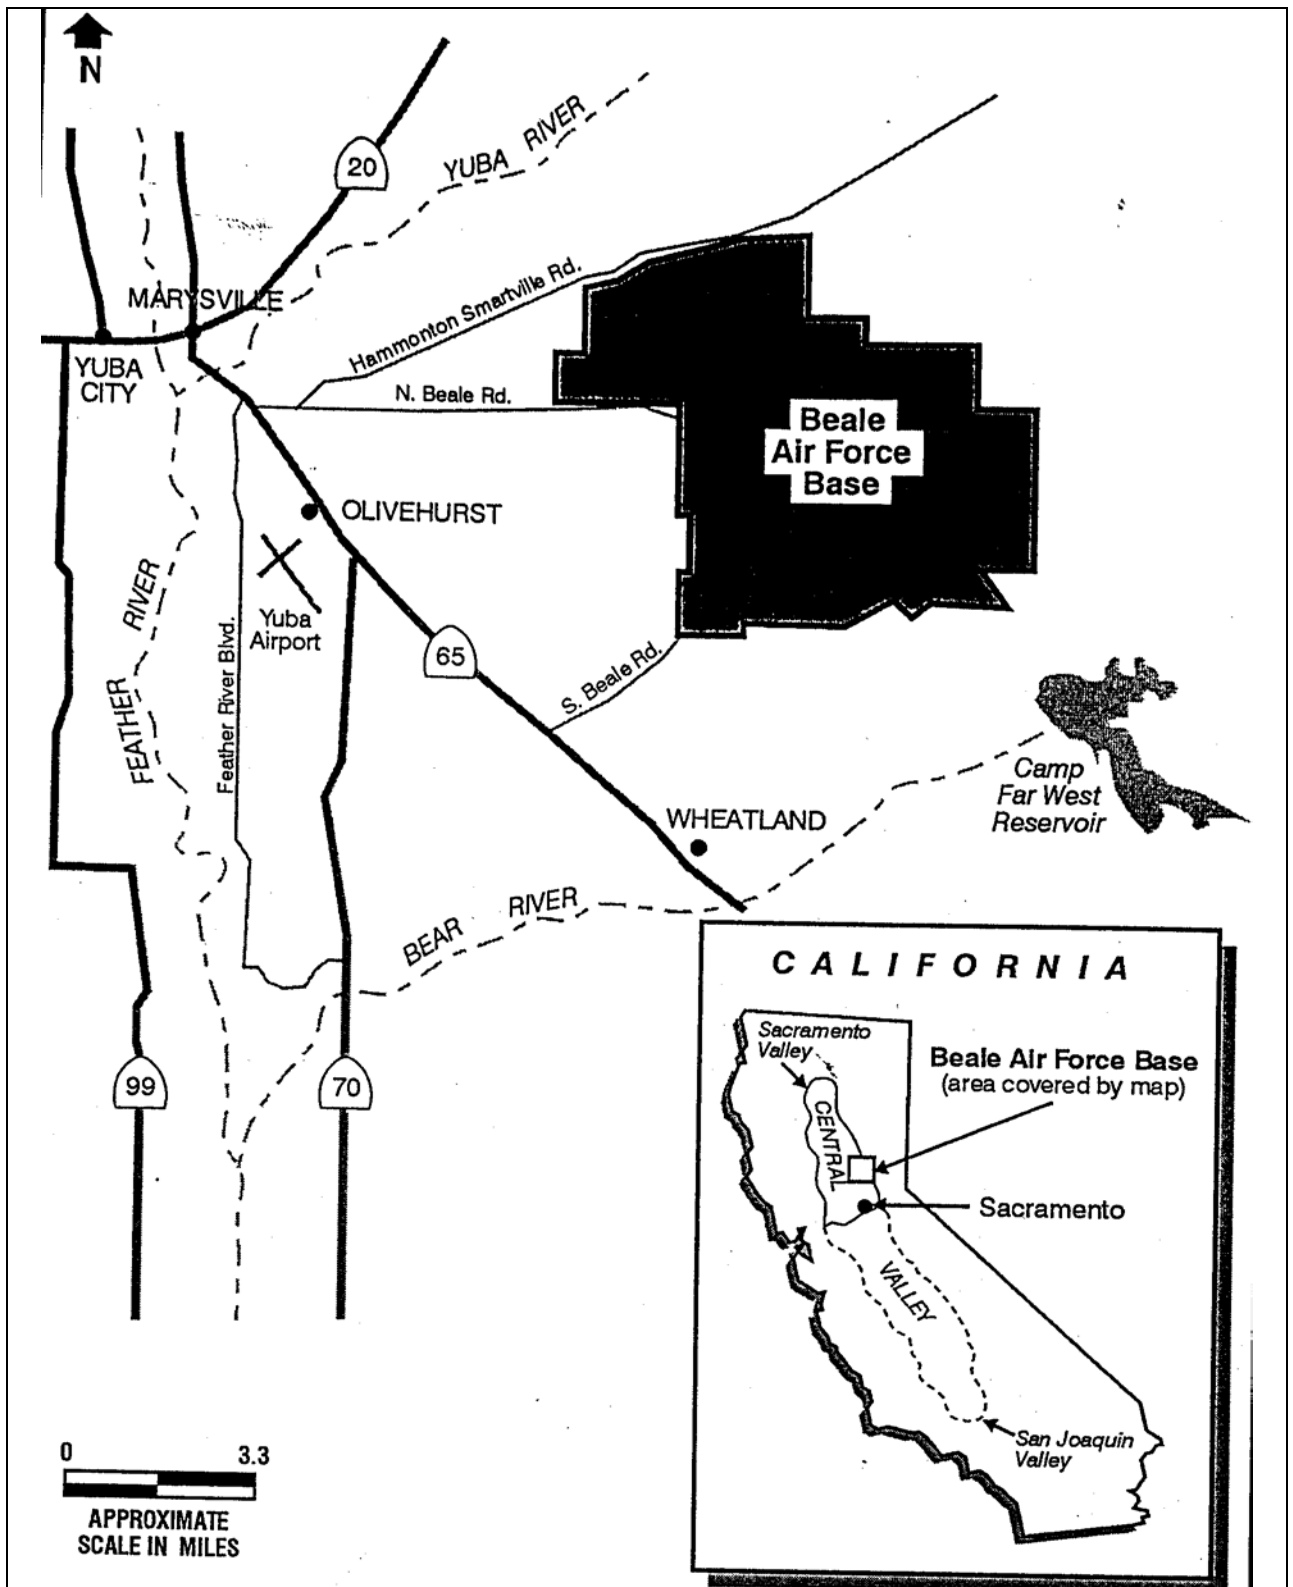 N
20
YUBA RIVER
MARYSVILLE
Hammonton Smartville Rd.
YUBA
CITY
N. Beale Rd.
Beale
Air Force
Base
OLIVEHURST
FEATHER RIVER
Yuba
Airport
Feather River Blvd.
65
S. Beale Rd.
Camp
Far West
Reservoir
WHEATLAND
BEAR RIVER
99
70
CALIFORNIA
Sacramento
Valley
Beale Air Force Base
(area covered by map)
CENTRAL
Sacramento
VALLEY
San Joaquin
Valley
0 3.3
APPROXIMATE
SCALE IN MILES